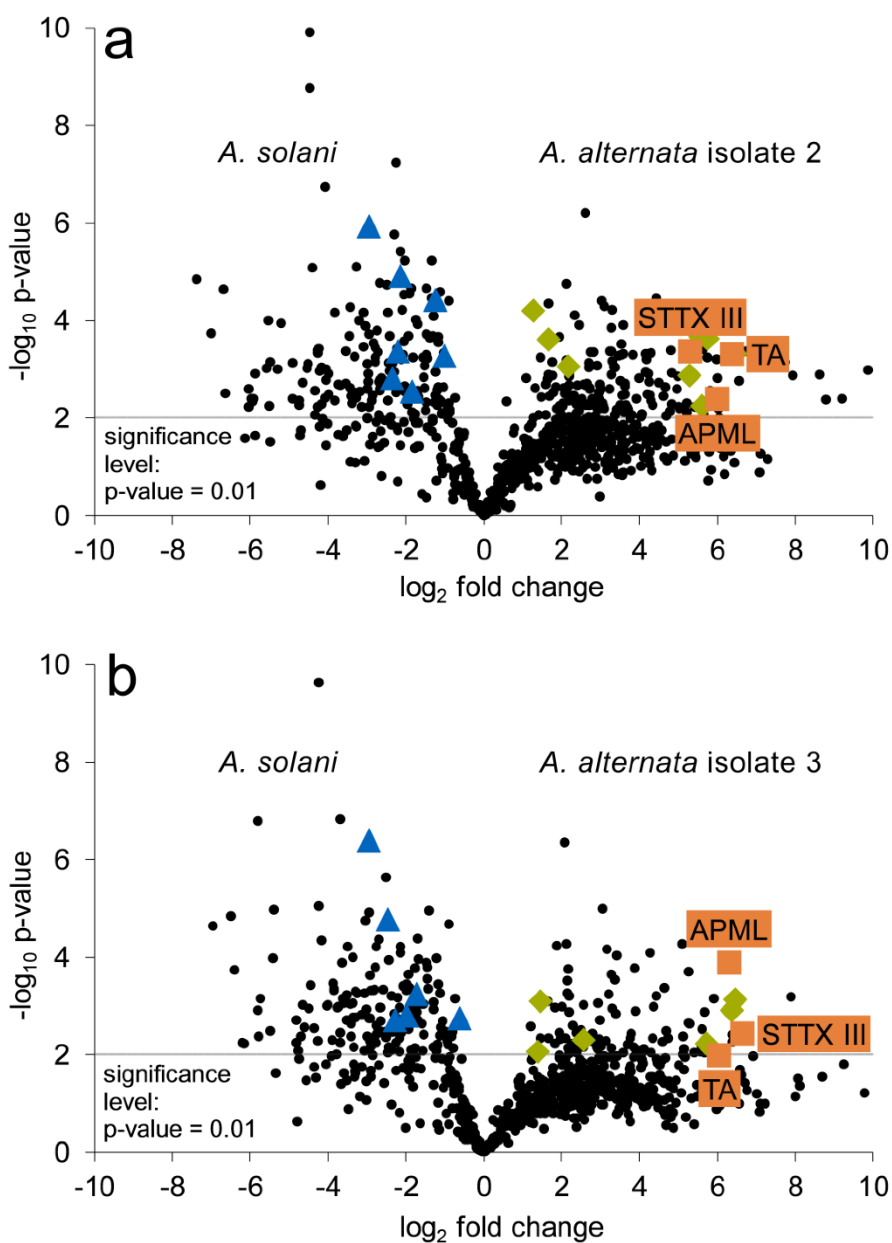 a
10
8
6
4
2
0
-log10 p-value
A. solani
A. alternata isolate 2
STTX III
TA
APML
significance
level:
p-value = 0.01
-10 -8 -6 -4 -2 0 2 4 6 8 10
log2 fold change
b
10
8
6
4
2
0
-log10 p-value
A. solani
A. alternata isolate 3
APML
STTX III
TA
significance
level:
p-value = 0.01
-10 -8 -6 -4 -2 0 2 4 6 8 10
log2 fold change